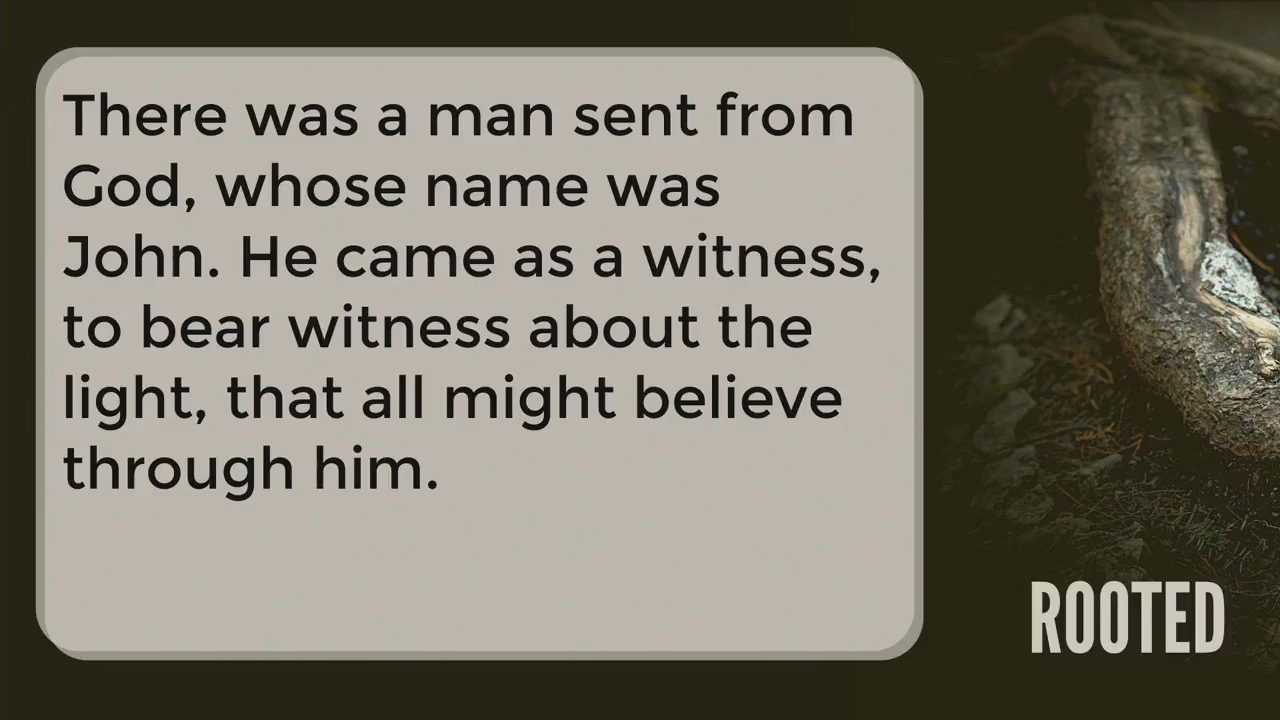 There was a man sent from
God, whose name was
John. He came as a witness,
to bear witness about the
light, that all might believe
through him.
ROOTED